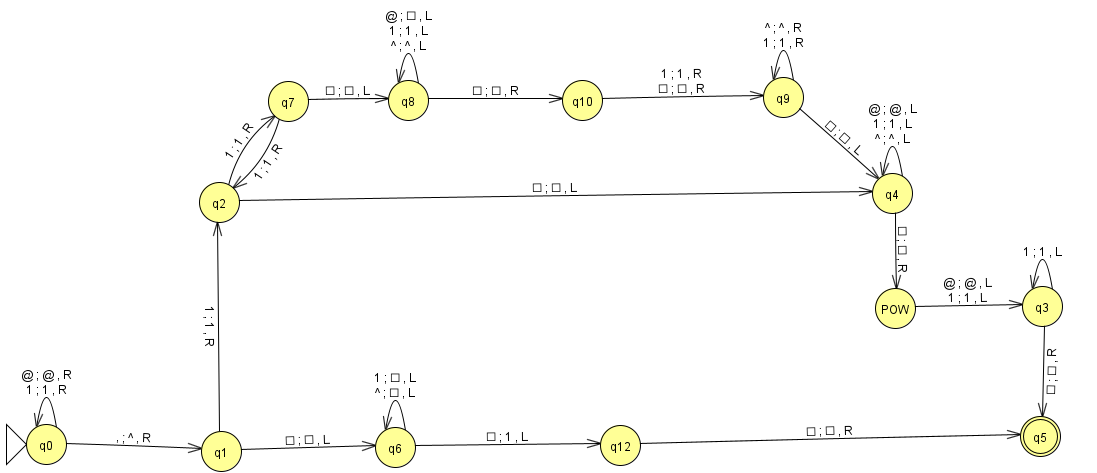 @ ; □ , L
1 ; 1 , L
^ ; ^ , L
^ ; ^ , R
1 ; 1 , R
q7
□ ; □ , L
q8
□ ; □ , R
q10
1 ; 1 , R
□ ; □ , R
q9
1 ; 1 , R
1 ; 1 , R
□ ; □ , L
@ ; @ , L
1 ; 1 , L
^ ; ^ , L
q2
□ ; □ , L
q4
□ ; □ , R
1 ; 1 , L
@ ; @ , L
1 ; 1 , L
POW
q3
1 ; 1 , R
□ ; □ , R
@ ; @ , R
1 ; 1 , R
1 ; □ , L
^ ; □ , L
q0
, ; ^ , R
q1
□ ; □ , L
q6
□ ; 1 , L
q12
□ ; □ , R
q5